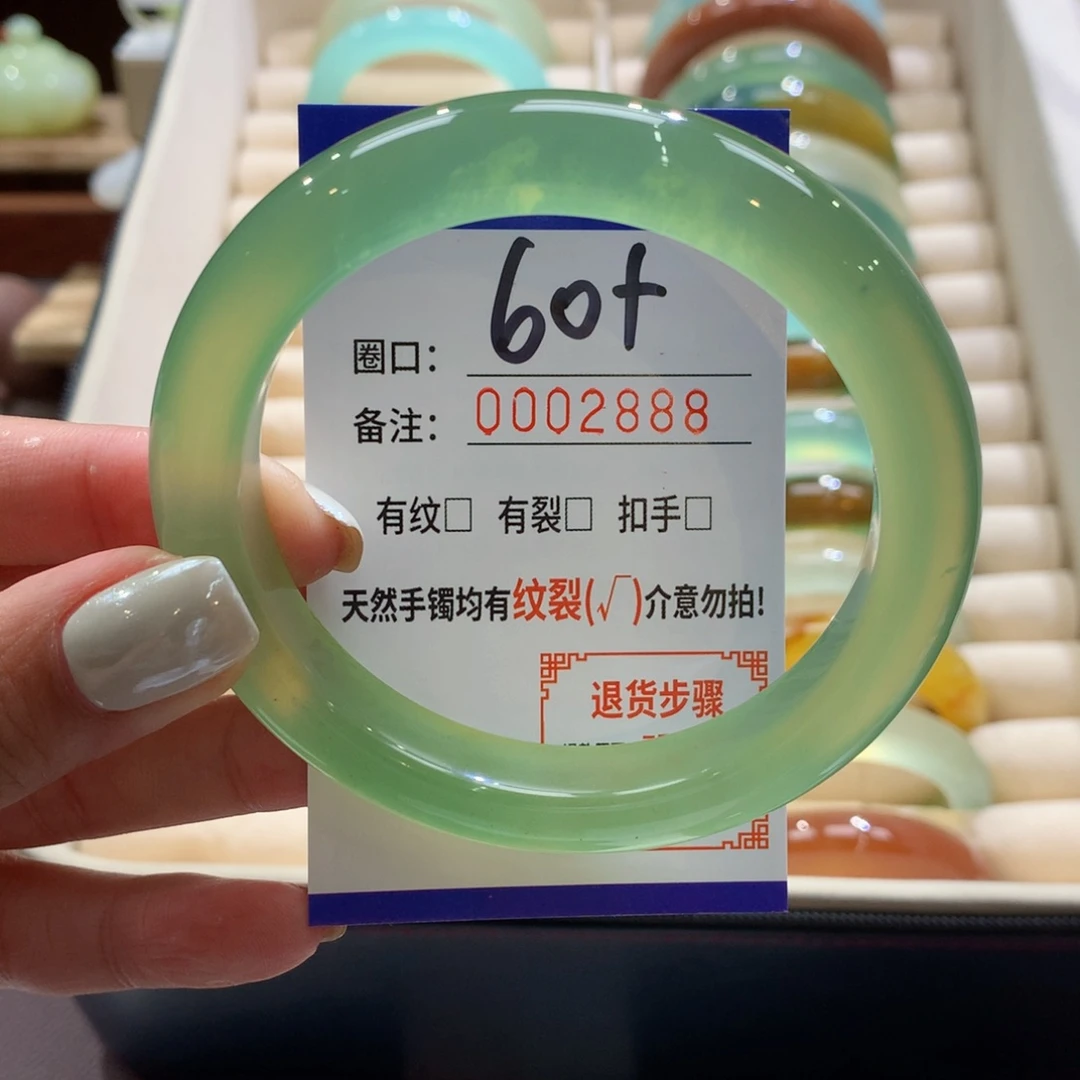 圈口：60+
备注：0002888
有纹□ 有裂□ 扣手□
天然手镯均有纹裂(√)介意勿拍!
退货步骤